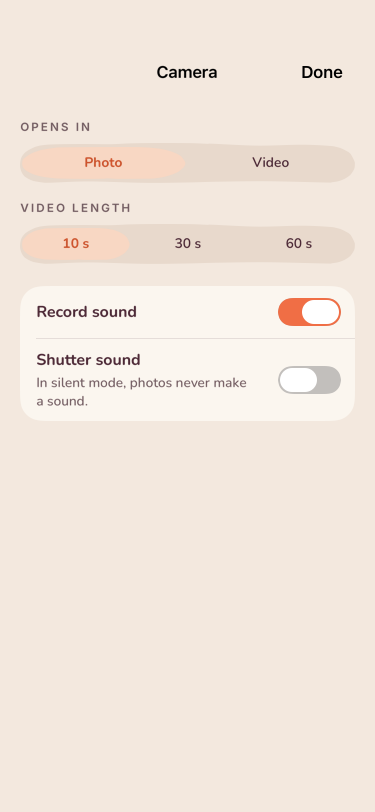 Camera
Done
OPENS IN
Photo
Video
VIDEO LENGTH
10 s
30 s
60 s
Record sound
Shutter sound
In silent mode, photos never make
a sound.